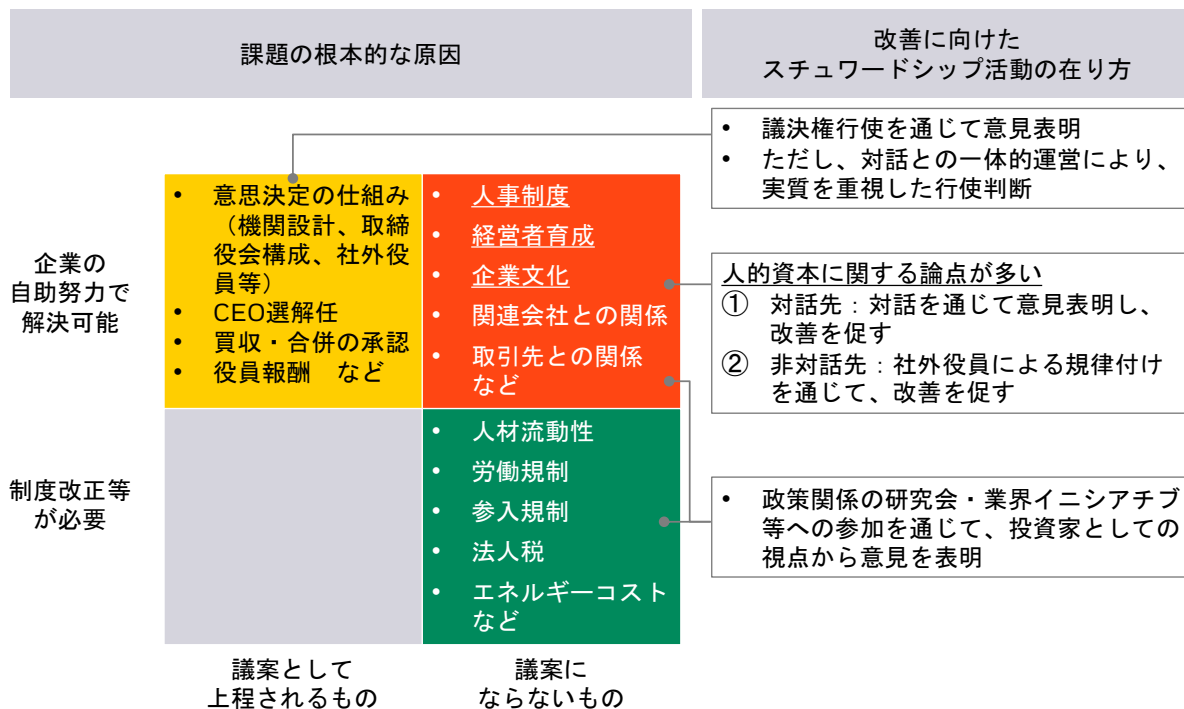 課題の根本的な原因
改善に向けた
スチュワードシップ活動の在り方
企業の
自助努力で
解決可能
• 意思決定の仕組み
（機関設計、取締
役会構成、社外役
員等）
• CEO選解任
• 買収・合併の承認
• 役員報酬　など
• 人事制度
• 経営者育成
• 企業文化
• 関連会社との関係
• 取引先との関係
など
• 議決権行使を通じて意見表明
• ただし、対話との一体的運営により、
実質を重視した行使判断
人的資本に関する論点が多い
① 対話先：対話を通じて意見表明し、
改善を促す
② 非対話先：社外役員による規律付け
を通じて、改善を促す
制度改正等
が必要
• 人材流動性
• 労働規制
• 参入規制
• 法人税
• エネルギーコスト
など
• 政策関係の研究会・業界イニシアチブ
等への参加を通じて、投資家としての
視点から意見を表明
議案として
上程されるもの
議案に
ならないもの